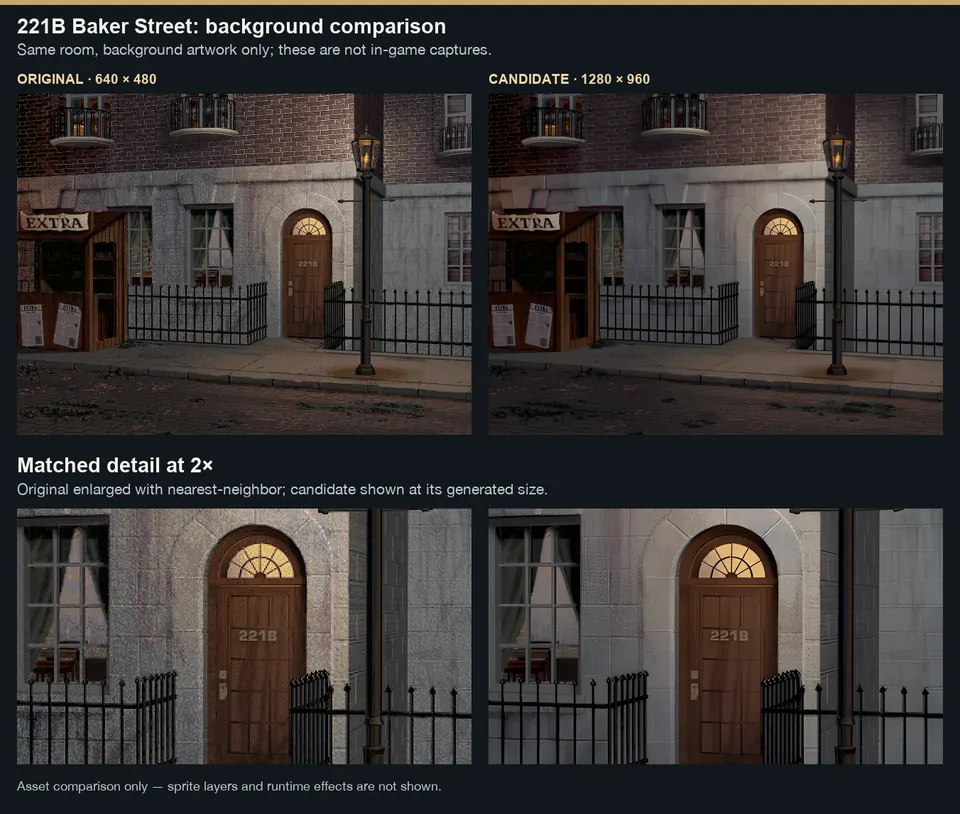 221B Baker Street: background comparison
Same room, background artwork only; these are not in-game captures.
ORIGINAL · 640 × 480
CANDIDATE · 1280 × 960
EXTRA
221B
EXTRA
221B
Matched detail at 2×
Original enlarged with nearest-neighbor; candidate shown at its generated size.
221B
221B
Asset comparison only — sprite layers and runtime effects are not shown.